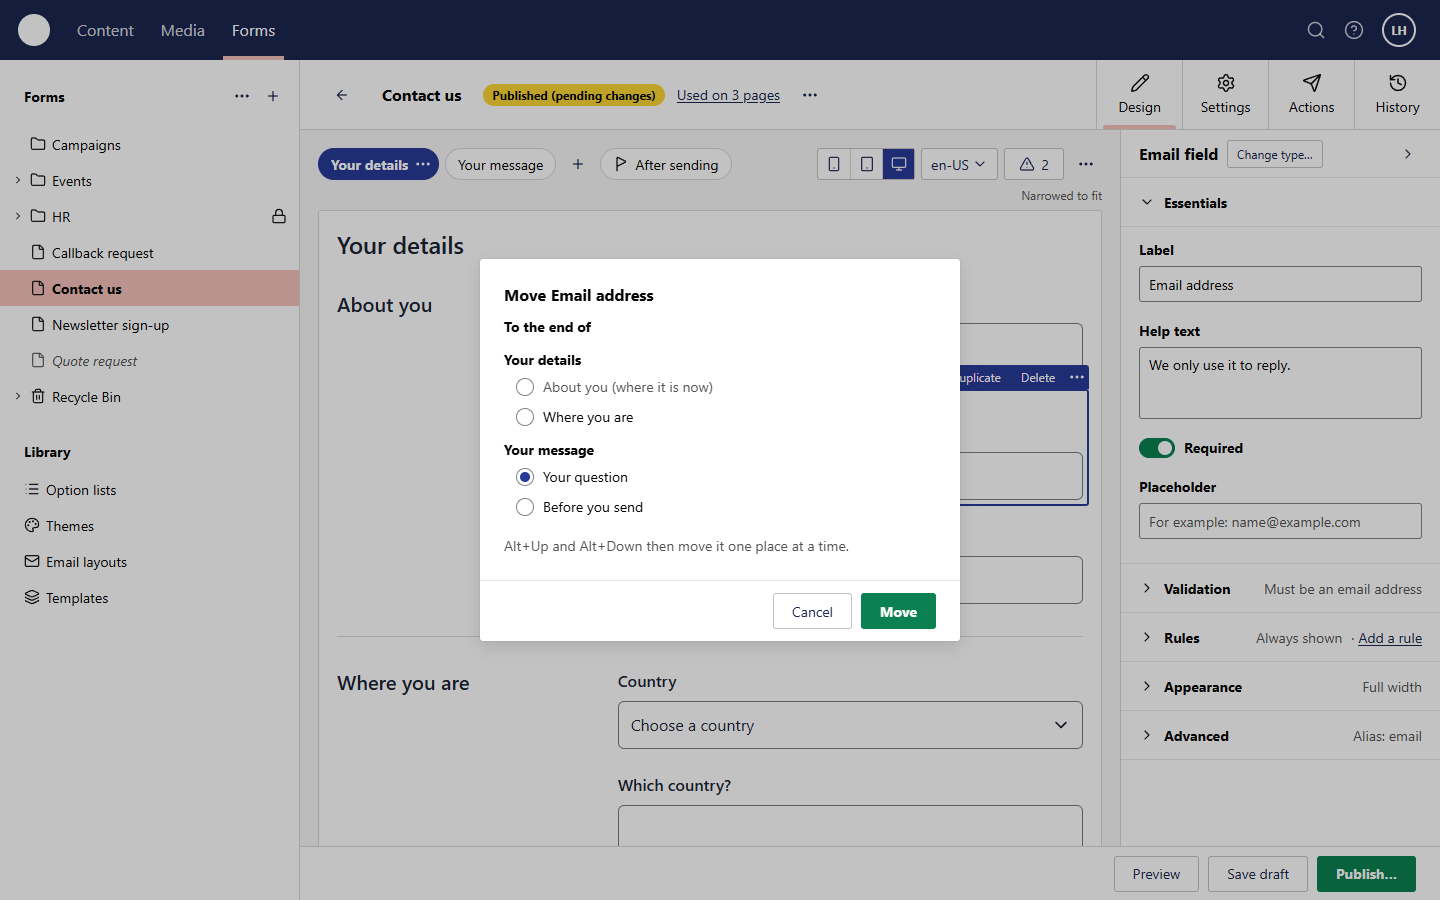 Content
Media
Forms
LH
Forms
Campaigns
Events
HR
Callback request
Contact us
Newsletter sign-up
Quote request
Recycle Bin
Library
Option lists
Themes
Email layouts
Templates
Contact us
Published (pending changes)
Used on 3 pages
Design
Settings
Actions
History
Your details
Your message
After sending
en-US
2
Narrowed to fit
Your details
About you
Delete
Move Email address
To the end of
Your details
About you (where it is now)
Where you are
Your message
Your question
Before you send
Alt+Up and Alt+Down then move it one place at a time.
Cancel
Move
Where you are
Country
Choose a country
Which country?
Email field
Change type...
Essentials
Label
Email address
Help text
We only use it to reply.
Required
Placeholder
For example: name@example.com
Validation
Must be an email address
Rules
Always shown · Add a rule
Appearance
Full width
Advanced
Alias: email
Preview
Save draft
Publish...